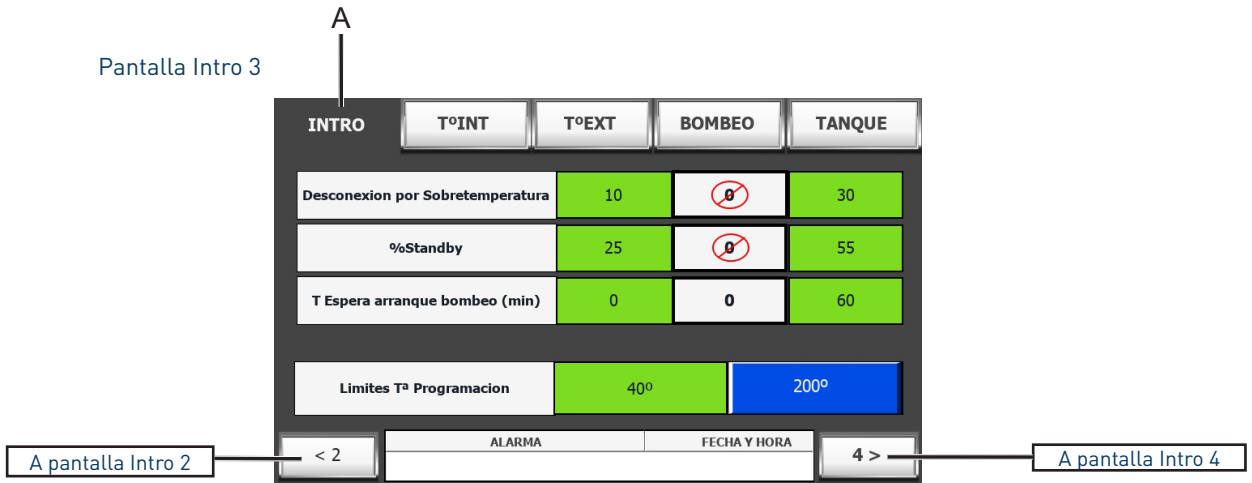 A
Pantalla Intro 3
INTRO TºINT TºEXT BOMBEO TANQUE
Desconexion por Sobretemperatura 10 0 30
%Standby 25 0 55
T Espera arranque bombeo (min) 0 0 60
Limites Tª Programacion 40º 200º
ALARMA FECHA Y HORA
A pantalla Intro 2 < 2 4 > A pantalla Intro 4